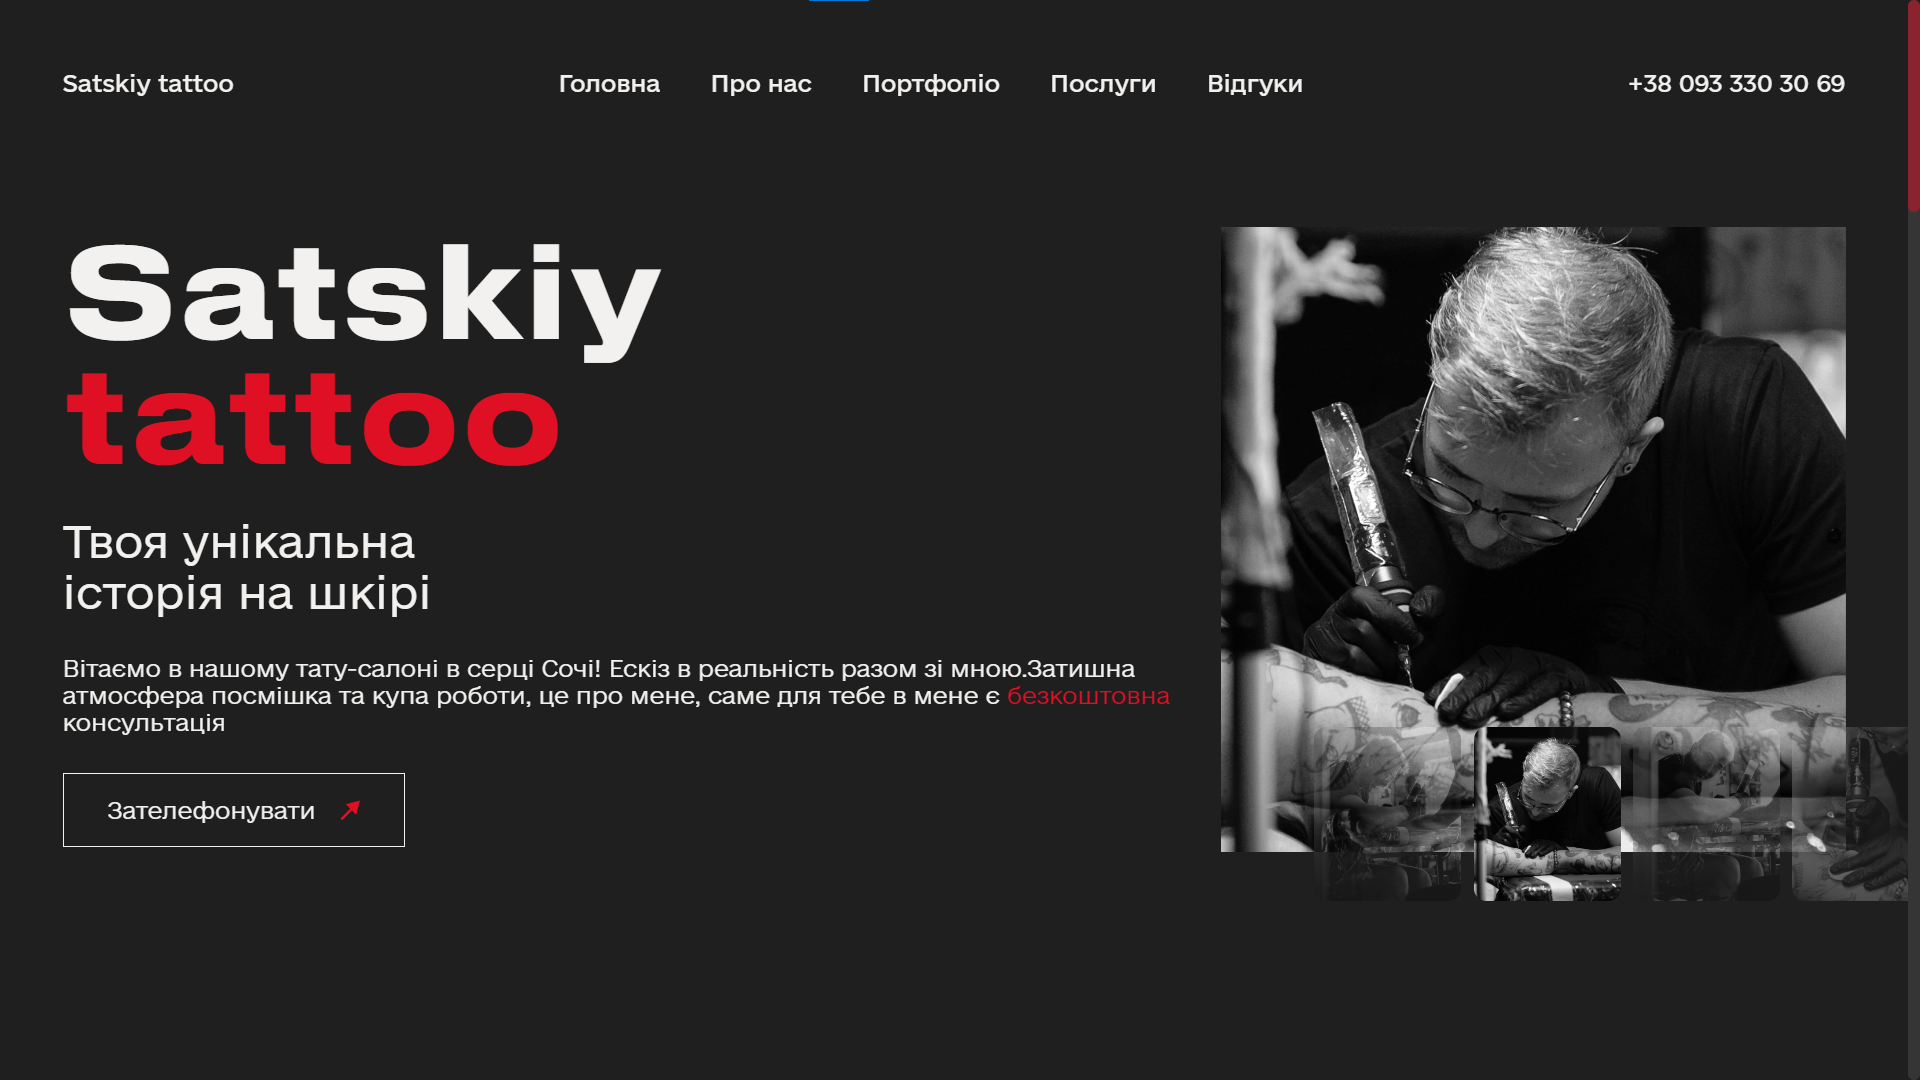 Satskiy tattoo
Головна
Про нас
Портфоліо
Послуги
Відгуки
+38 093 330 30 69
Satskiy
tattoo
Твоя унікальна
історія на шкірі
Вітаємо в нашому тату-салоні в серці Сочі! Ескіз в реальність разом зі мною.Затишна
атмосфера посмішка та купа роботи, це про мене, саме для тебе в мене є безкоштовна
консультація
Зателефонувати